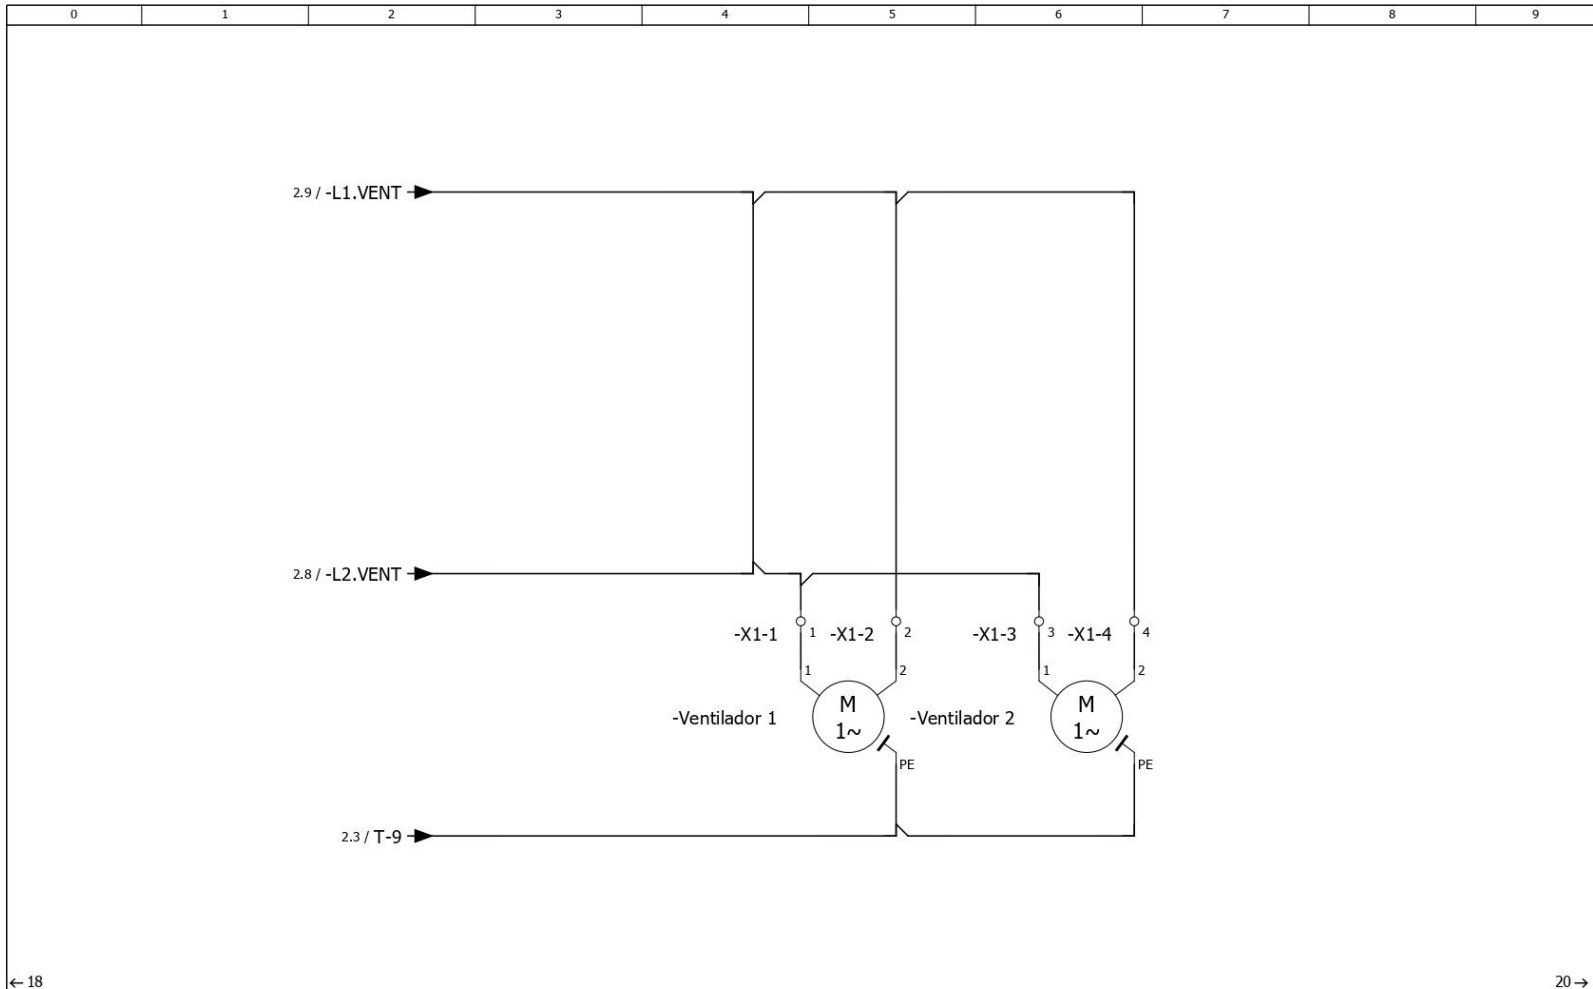 0 1 2 3 4 5 6 7 8 9
2.9 / -L1.VENT
2.8 / -L2.VENT
-X1-1 1 -X1-2 2 -X1-3 3 -X1-4 4
1 2 1 2
-Ventilador 1 M 1~ -Ventilador 2 M 1~
PE PE
2.3 / T-9
← 18 20 →